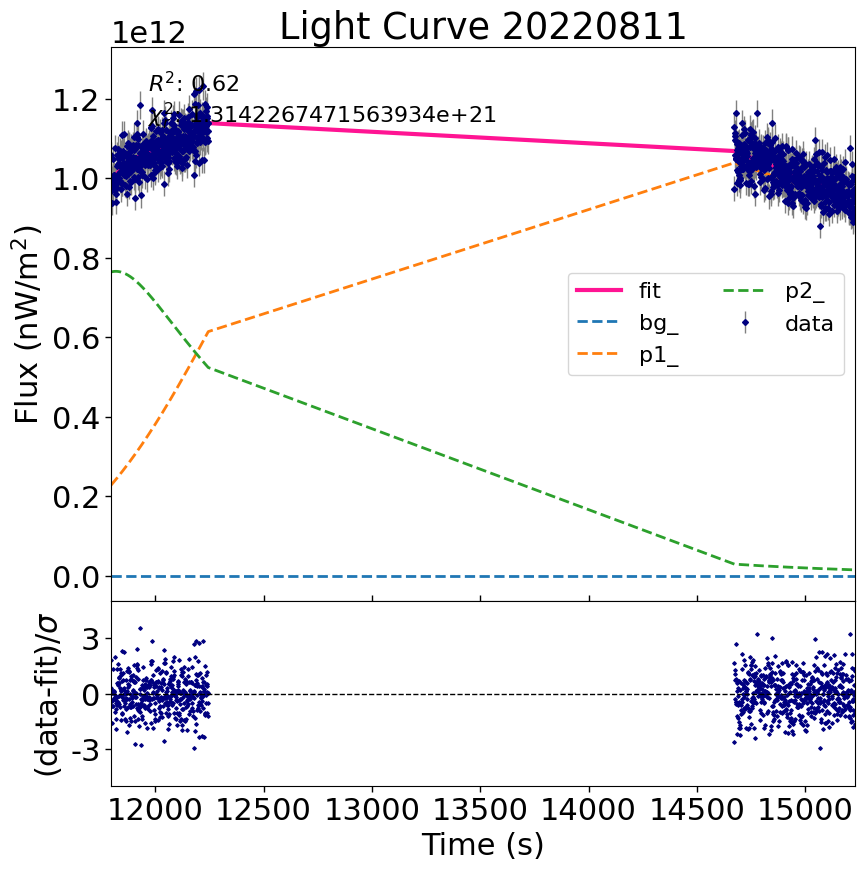 Light Curve 20220811
1e12
R²: 0.62
χ²: 1.3142267471563934e+21
1.2
1.0
0.8
0.6
0.4
0.2
0.0
Flux (nW/m²)
fit
bg_
p1_
p2_
data
3
0
-3
(data-fit)/σ
12000 12500 13000 13500 14000 14500 15000
Time (s)